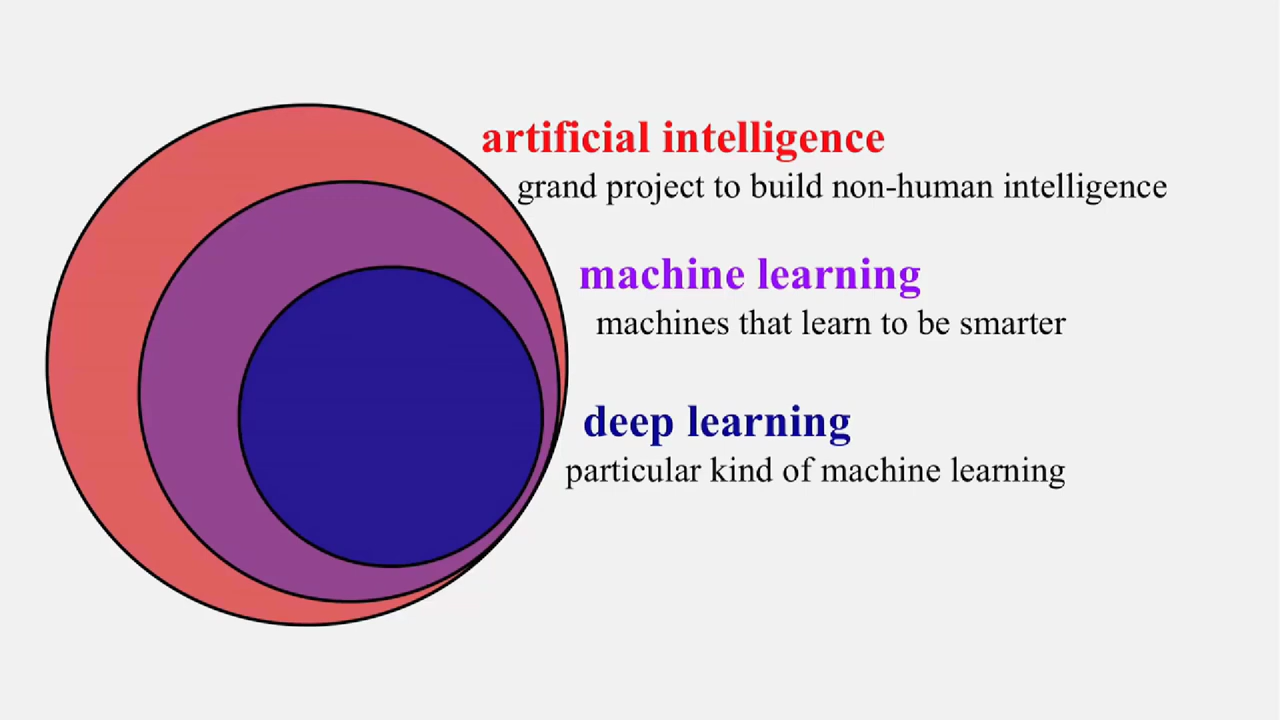 artificial intelligence
grand project to build non-human intelligence
machine learning
machines that learn to be smarter
deep learning
particular kind of machine learning